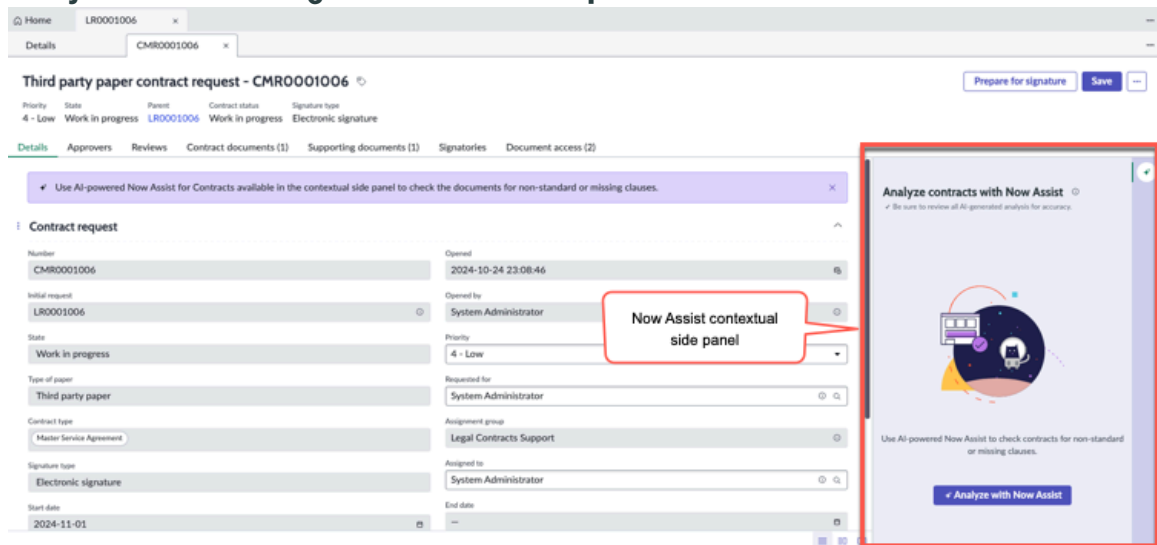 Home LR0001006 ×
Details CMR0001006 ×
Third party paper contract request - CMR0001006
Prepare for signature Save
Priority State Parent Contract status Signature type
4 - Low Work in progress LR0001006 Work in progress Electronic signature
Details Approvers Reviews Contract documents (1) Supporting documents (1) Signatories Document access (2)
Use AI-powered Now Assist for Contracts available in the contextual side panel to check the documents for non-standard or missing clauses. ×
Contract request
Number
CMR0001006
Opened
2024-10-24 23:08:46
Initial request
LR0001006
Opened by
System Administrator
State
Work in progress
Priority
4 - Low
Type of paper
Third party paper
Requested for
System Administrator
Contract type
Master Service Agreement
Assignment group
Legal Contracts Support
Signature type
Electronic signature
Assigned to
System Administrator
Start date
2024-11-01
End date
—
Now Assist contextual
side panel
Analyze contracts with Now Assist
Be sure to review all AI-generated analysis for accuracy.
Use AI-powered Now Assist to check contracts for non-standard
or missing clauses.
Analyze with Now Assist